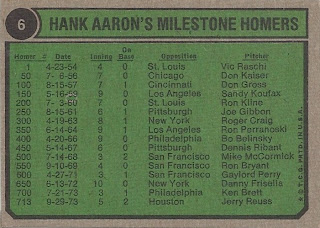 6 HANK AARON'S MILESTONE HOMERS
On
Homer # Date Inning Base Opposition Pitcher
1 4-23-54 4 0 St. Louis Vic Raschi
50 7- 6-56 7 0 Chicago Don Kaiser
100 8-15-57 7 1 Cincinnati Don Gross
150 5-16-59 3 0 Los Angeles Sandy Koufax
200 7- 3-60 7 0 St. Louis Ron Kline
250 8-15-61 6 1 Pittsburgh Joe Gibbon
300 4-19-63 8 1 New York Roger Craig
350 6-14-64 9 1 Los Angeles Ron Perranoski
400 4-20-66 9 0 Philadelphia Bo Belinsky
450 5-14-67 6 0 Pittsburgh Dennis Ribant
500 7-14-68 3 2 San Francisco Mike McCormick
550 9-10-69 4 0 San Francisco Ron Bryant
600 4-27-71 3 1 San Francisco Gaylord Perry
650 5-13-72 10 0 New York Danny Frisella
700 7-21-73 3 1 Philadelphia Ken Brett
713 9-29-73 5 2 Houston Jerry Reuss
© T.C.G. PRTD. IN U.S.A.